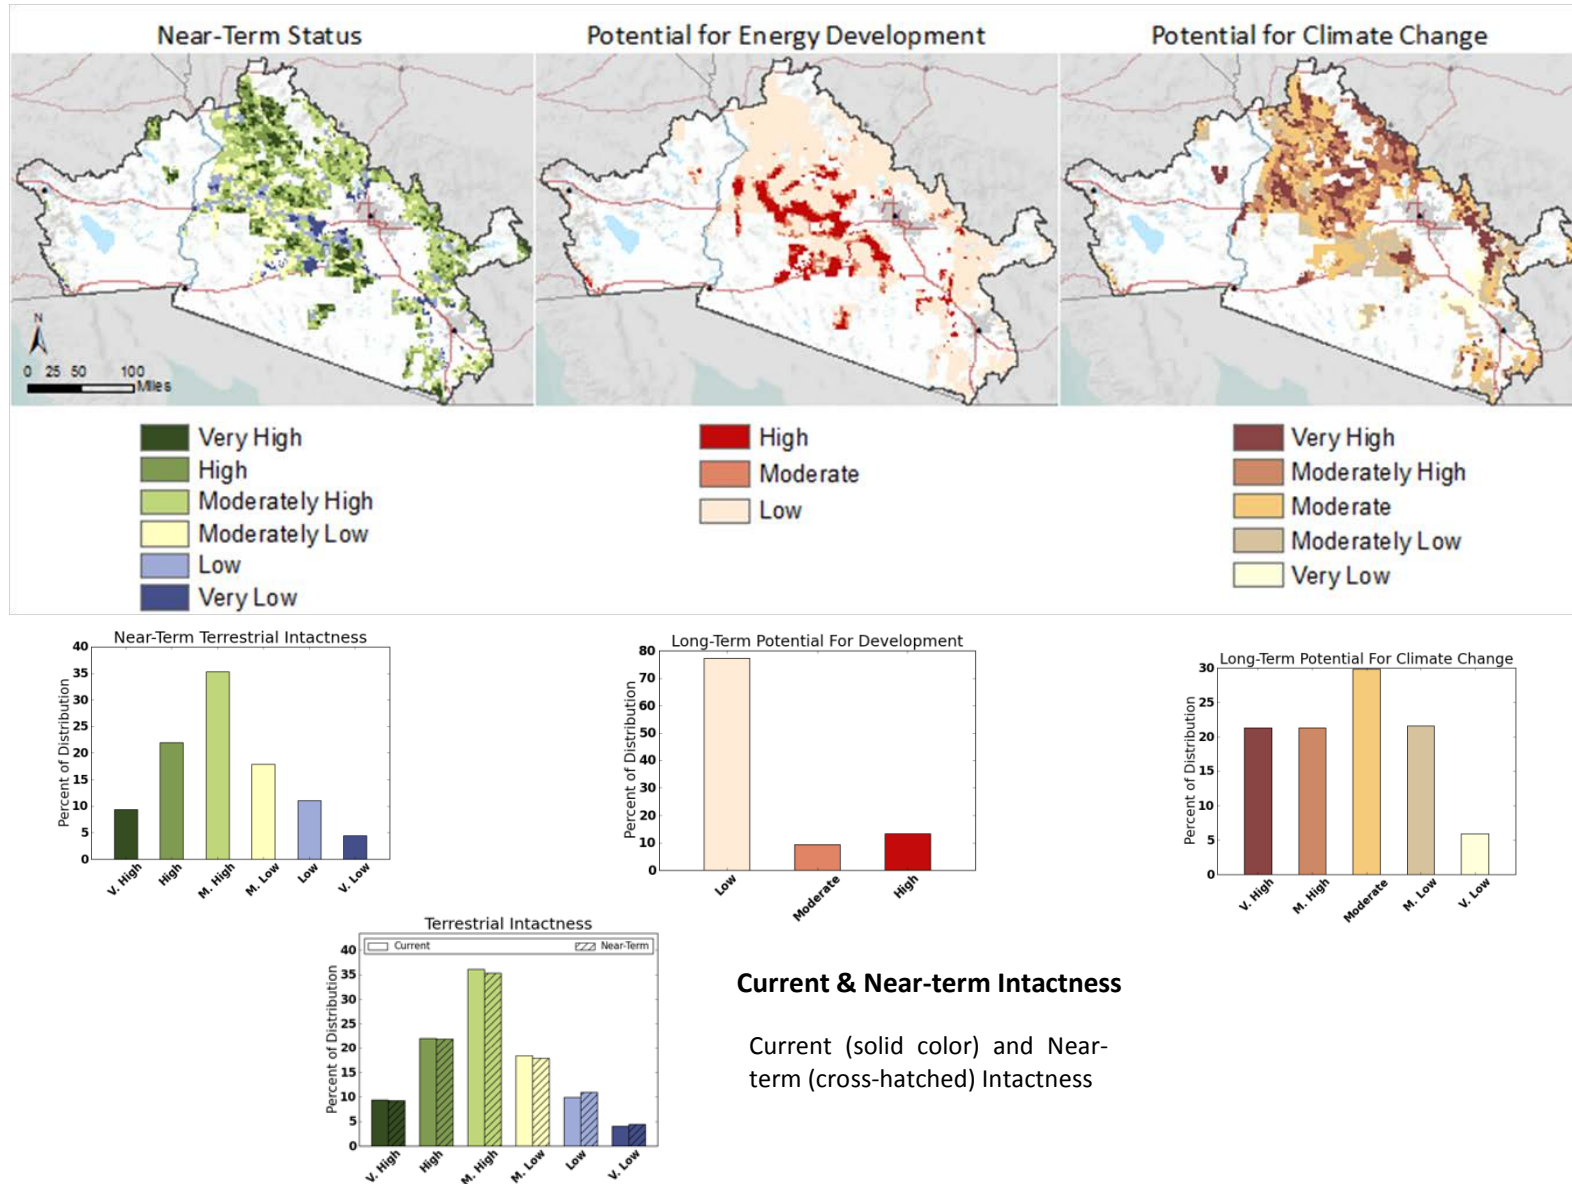 Near-Term Status
Potential for Energy Development
Potential for Climate Change
N
0 25 50 100
Miles
Very High
High
Moderately High
Moderately Low
Low
Very Low
High
Moderate
Low
Very High
Moderately High
Moderate
Moderately Low
Very Low
Near-Term Terrestrial Intactness
Percent of Distribution
40
35
30
25
20
15
10
5
0
V. High
High
M. High
M. Low
Low
V. Low
Long-Term Potential For Development
Percent of Distribution
80
70
60
50
40
30
20
10
0
Low
Moderate
High
Long-Term Potential For Climate Change
Percent of Distribution
30
25
20
15
10
5
0
V. High
M. High
Moderate
M. Low
V. Low
Terrestrial Intactness
Current
Near-Term
Percent of Distribution
40
35
30
25
20
15
10
5
0
V. High
High
M. High
M. Low
Low
V. Low
Current & Near-term Intactness
Current (solid color) and Near-
term (cross-hatched) Intactness